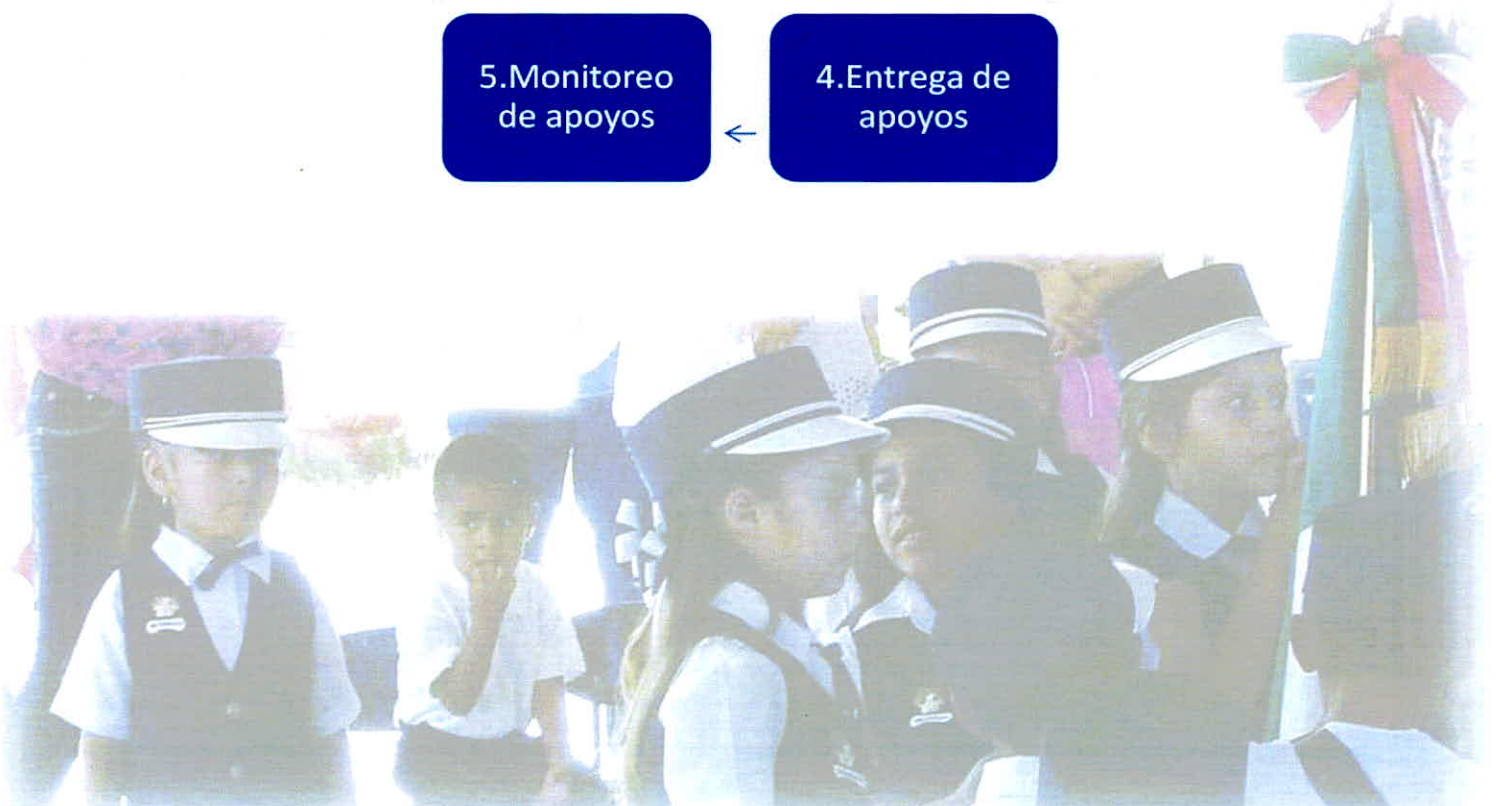 5.Monitoreo
de apoyos
←
4.Entrega de
apoyos